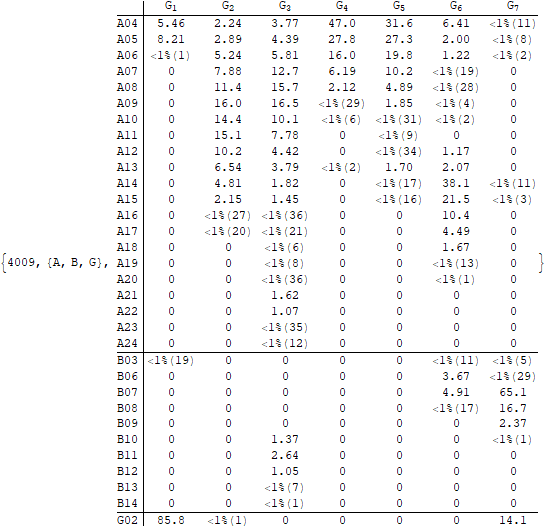 G1 G2 G3 G4 G5 G6 G7
A04 5.46 2.24 3.77 47.0 31.6 6.41 <1%(11)
A05 8.21 2.89 4.39 27.8 27.3 2.00 <1%(8)
A06 <1%(1) 5.24 5.81 16.0 19.8 1.22 <1%(2)
A07 0 7.88 12.7 6.19 10.2 <1%(19) 0
A08 0 11.4 15.7 2.12 4.89 <1%(28) 0
A09 0 16.0 16.5 <1%(29) 1.85 <1%(4) 0
A10 0 14.4 10.1 <1%(6) <1%(31) <1%(2) 0
A11 0 15.1 7.78 0 <1%(9) 0 0
A12 0 10.2 4.42 0 <1%(34) 1.17 0
A13 0 6.54 3.79 <1%(2) 1.70 2.07 0
A14 0 4.81 1.82 0 <1%(17) 38.1 <1%(11)
A15 0 2.15 1.45 0 <1%(16) 21.5 <1%(3)
A16 0 <1%(27) <1%(36) 0 0 10.4 0
A17 0 <1%(20) <1%(21) 0 0 4.49 0
A18 0 0 <1%(6) 0 0 1.67 0
{4009, {A, B, G}, A19 0 0 <1%(8) 0 0 <1%(13) 0 }
A20 0 0 <1%(36) 0 0 <1%(1) 0
A21 0 0 1.62 0 0 0 0
A22 0 0 1.07 0 0 0 0
A23 0 0 <1%(35) 0 0 0 0
A24 0 0 <1%(12) 0 0 0 0
B03 <1%(19) 0 0 0 0 <1%(11) <1%(5)
B06 0 0 0 0 0 3.67 <1%(29)
B07 0 0 0 0 0 4.91 65.1
B08 0 0 0 0 0 <1%(17) 16.7
B09 0 0 0 0 0 0 2.37
B10 0 0 1.37 0 0 0 <1%(1)
B11 0 0 2.64 0 0 0 0
B12 0 0 1.05 0 0 0 0
B13 0 0 <1%(7) 0 0 0 0
B14 0 0 <1%(1) 0 0 0 0
G02 85.8 <1%(1) 0 0 0 0 14.1